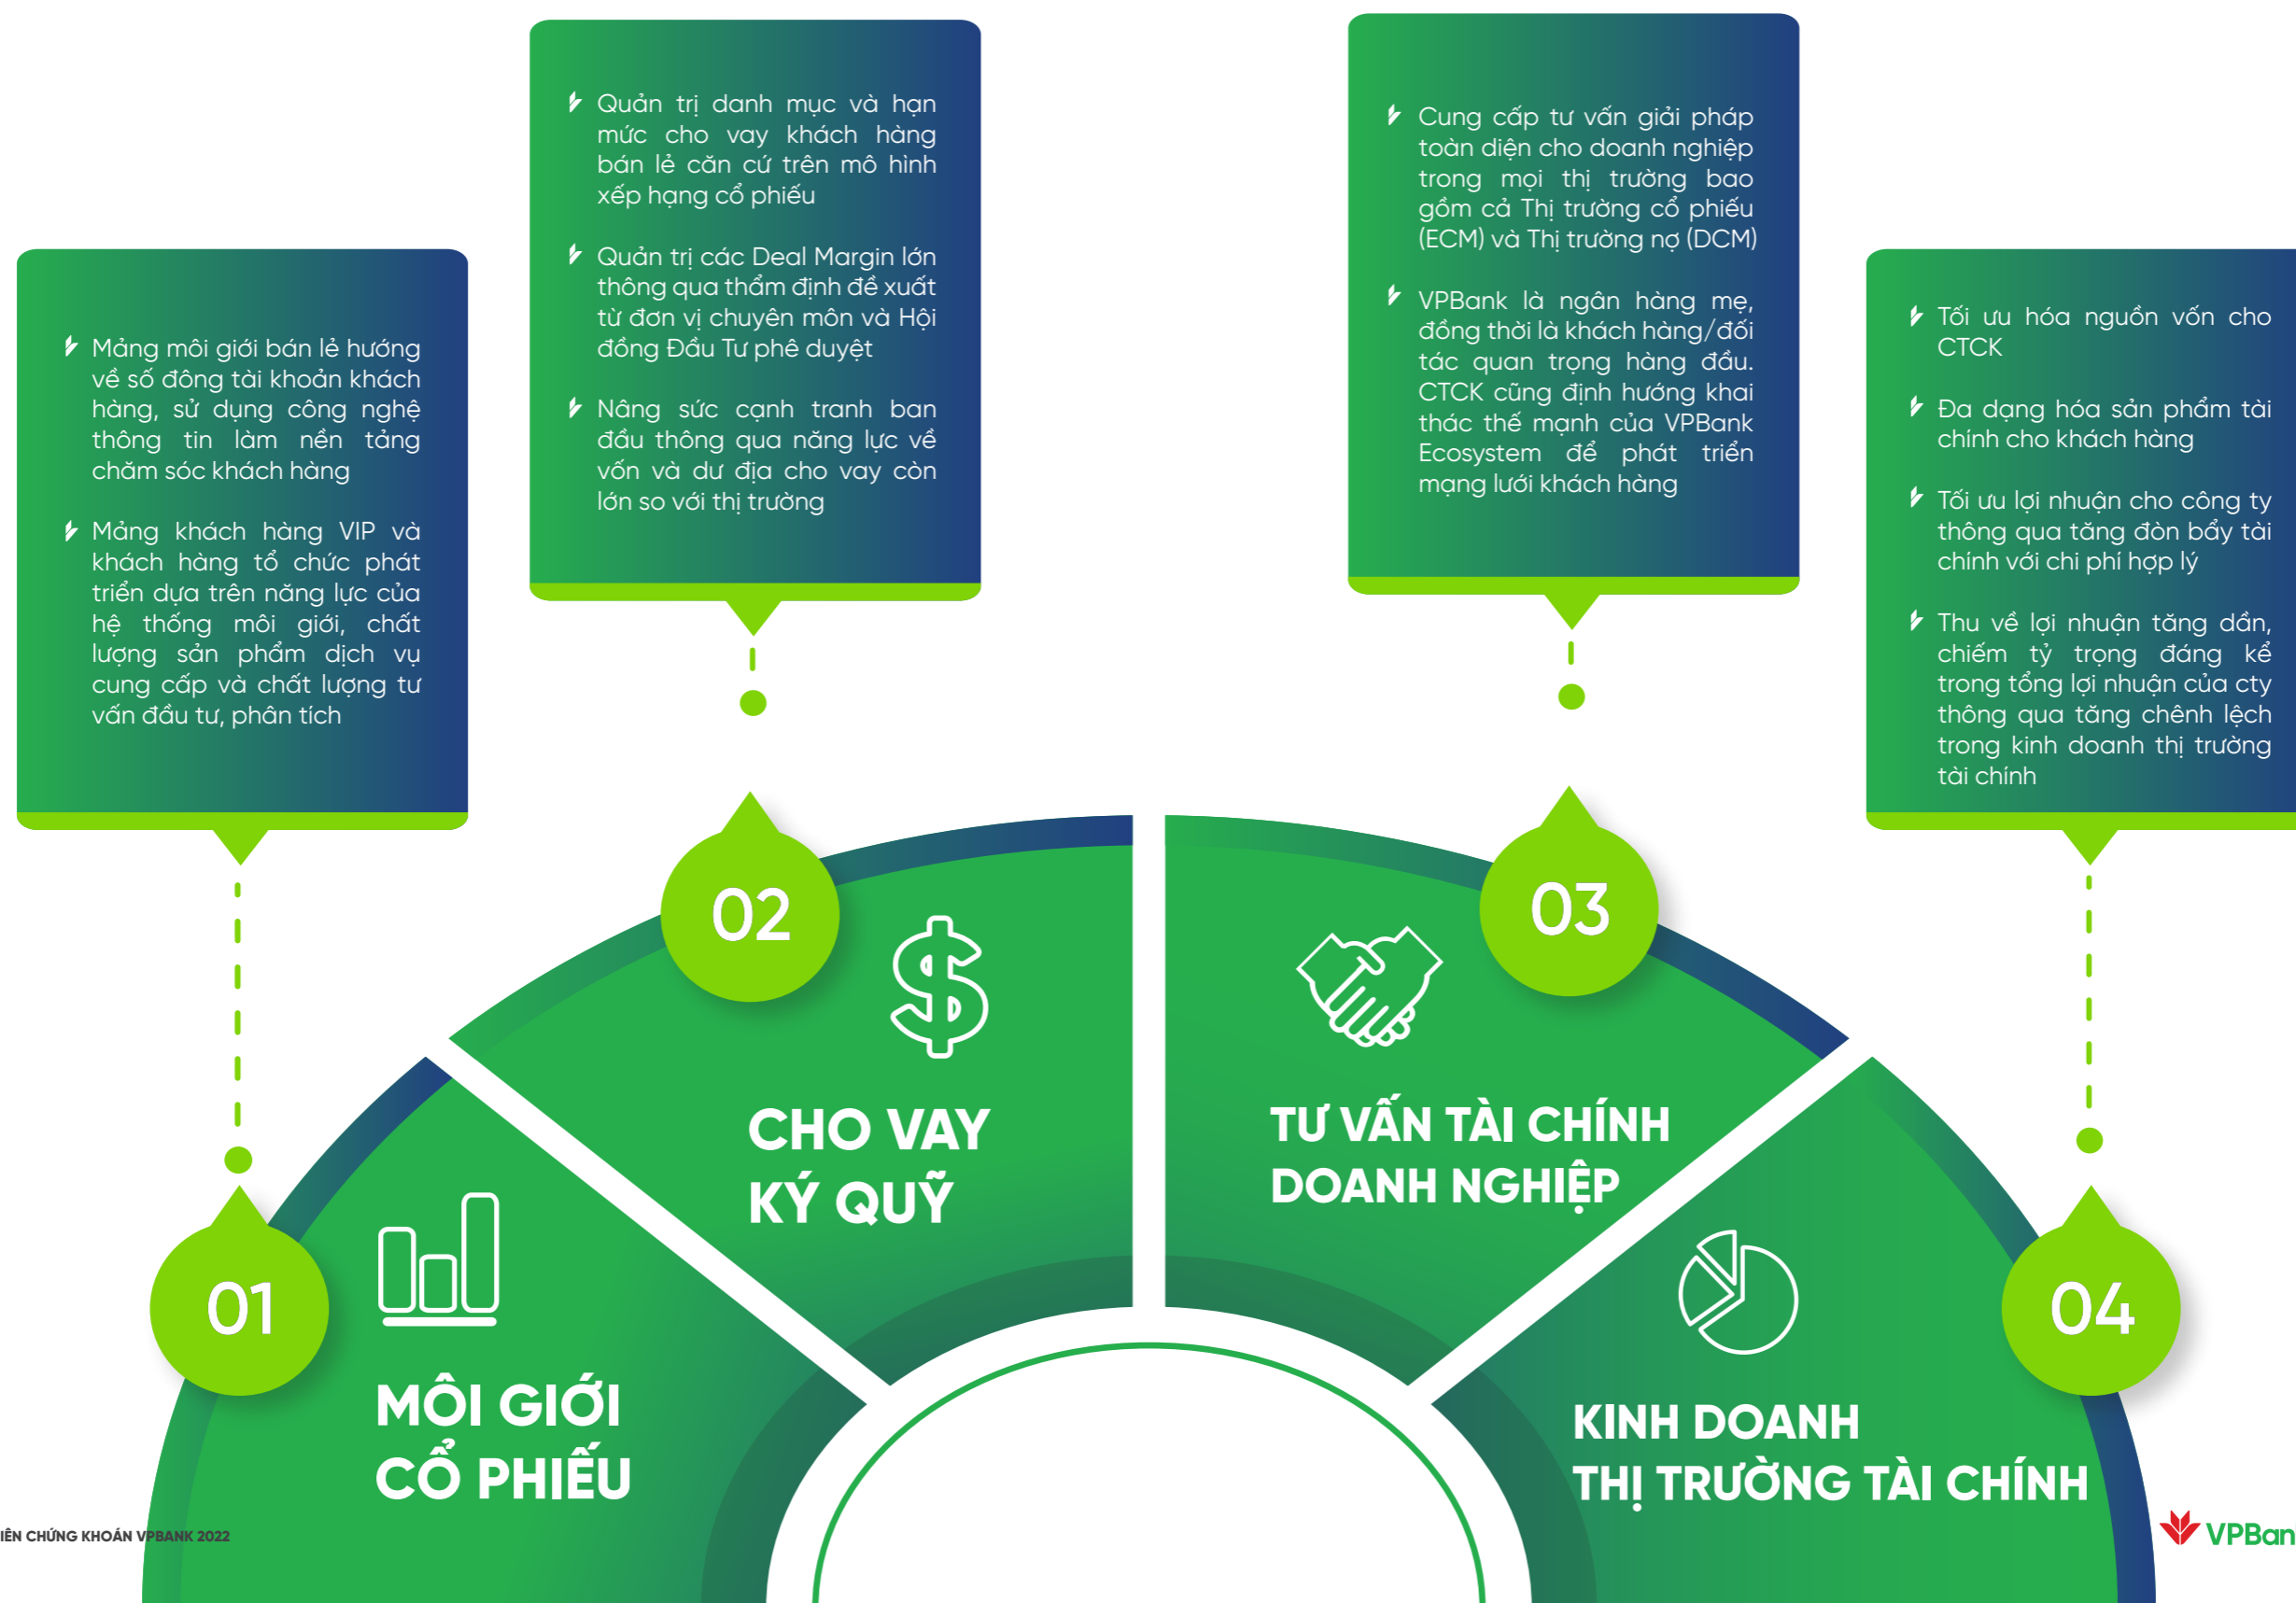 Mảng môi giới bán lẻ hướng
về số đông tài khoản khách
hàng, sử dụng công nghệ
thông tin làm nền tảng
chăm sóc khách hàng
Mảng khách hàng VIP và
khách hàng tổ chức phát
triển dựa trên năng lực của
hệ thống môi giới, chất
lượng sản phẩm dịch vụ
cung cấp và chất lượng tư
vấn đầu tư, phân tích
01
MÔI GIỚI
CỔ PHIẾU
Quản trị danh mục và hạn
mức cho vay khách hàng
bán lẻ căn cứ trên mô hình
xếp hạng cổ phiếu
Quản trị các Deal Margin lớn
thông qua thẩm định đề xuất
từ đơn vị chuyên môn và Hội
đồng Đầu Tư phê duyệt
Nâng sức cạnh tranh ban
đầu thông qua năng lực về
vốn và dư địa cho vay còn
lớn so với thị trường
02
CHO VAY
KÝ QUỸ
Cung cấp tư vấn giải pháp
toàn diện cho doanh nghiệp
trong mọi thị trường bao
gồm cả Thị trường cổ phiếu
(ECM) và Thị trường nợ (DCM)
VPBank là ngân hàng mẹ,
đồng thời là khách hàng/đối
tác quan trọng hàng đầu.
CTCK cũng định hướng khai
thác thế mạnh của VPBank
Ecosystem để phát triển
mạng lưới khách hàng
03
TƯ VẤN TÀI CHÍNH
DOANH NGHIỆP
Tối ưu hóa nguồn vốn cho
CTCK
Đa dạng hóa sản phẩm tài
chính cho khách hàng
Tối ưu lợi nhuận cho công ty
thông qua tăng đòn bẩy tài
chính với chi phí hợp lý
Thu về lợi nhuận tăng dần,
chiếm tỷ trọng đáng kể
trong tổng lợi nhuận của cty
thông qua tăng chênh lệch
trong kinh doanh thị trường
tài chính
04
KINH DOANH
THỊ TRƯỜNG TÀI CHÍNH
IÊN CHỨNG KHOÁN VPBANK 2022
VPBan